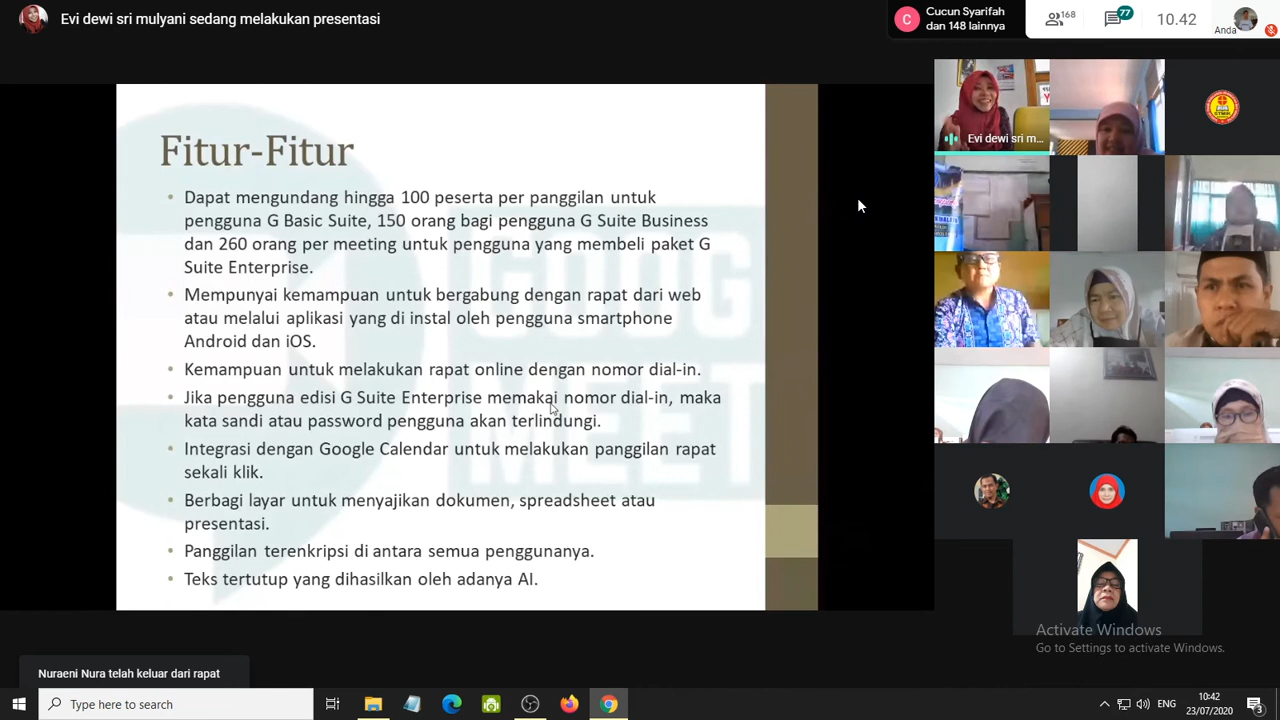 Evi dewi sri mulyani sedang melakukan presentasi
C
Cucun Syarifah
dan 148 lainnya
168
77
10.42
Anda
Evi dewi sri m...
Fitur-Fitur
• Dapat mengundang hingga 100 peserta per panggilan untuk
pengguna G Basic Suite, 150 orang bagi pengguna G Suite Business
dan 260 orang per meeting untuk pengguna yang membeli paket G
Suite Enterprise.
• Mempunyai kemampuan untuk bergabung dengan rapat dari web
atau melalui aplikasi yang di instal oleh pengguna smartphone
Android dan iOS.
• Kemampuan untuk melakukan rapat online dengan nomor dial-in.
• Jika pengguna edisi G Suite Enterprise memakai nomor dial-in, maka
kata sandi atau password pengguna akan terlindungi.
• Integrasi dengan Google Calendar untuk melakukan panggilan rapat
sekali klik.
• Berbagi layar untuk menyajikan dokumen, spreadsheet atau
presentasi.
• Panggilan terenkripsi di antara semua penggunanya.
• Teks tertutup yang dihasilkan oleh adanya AI.
GOOG
MEET
Activate Windows
Go to Settings to activate Windows.
Nuraeni Nura telah keluar dari rapat
Type here to search
ENG
10:42
23/07/2020
3